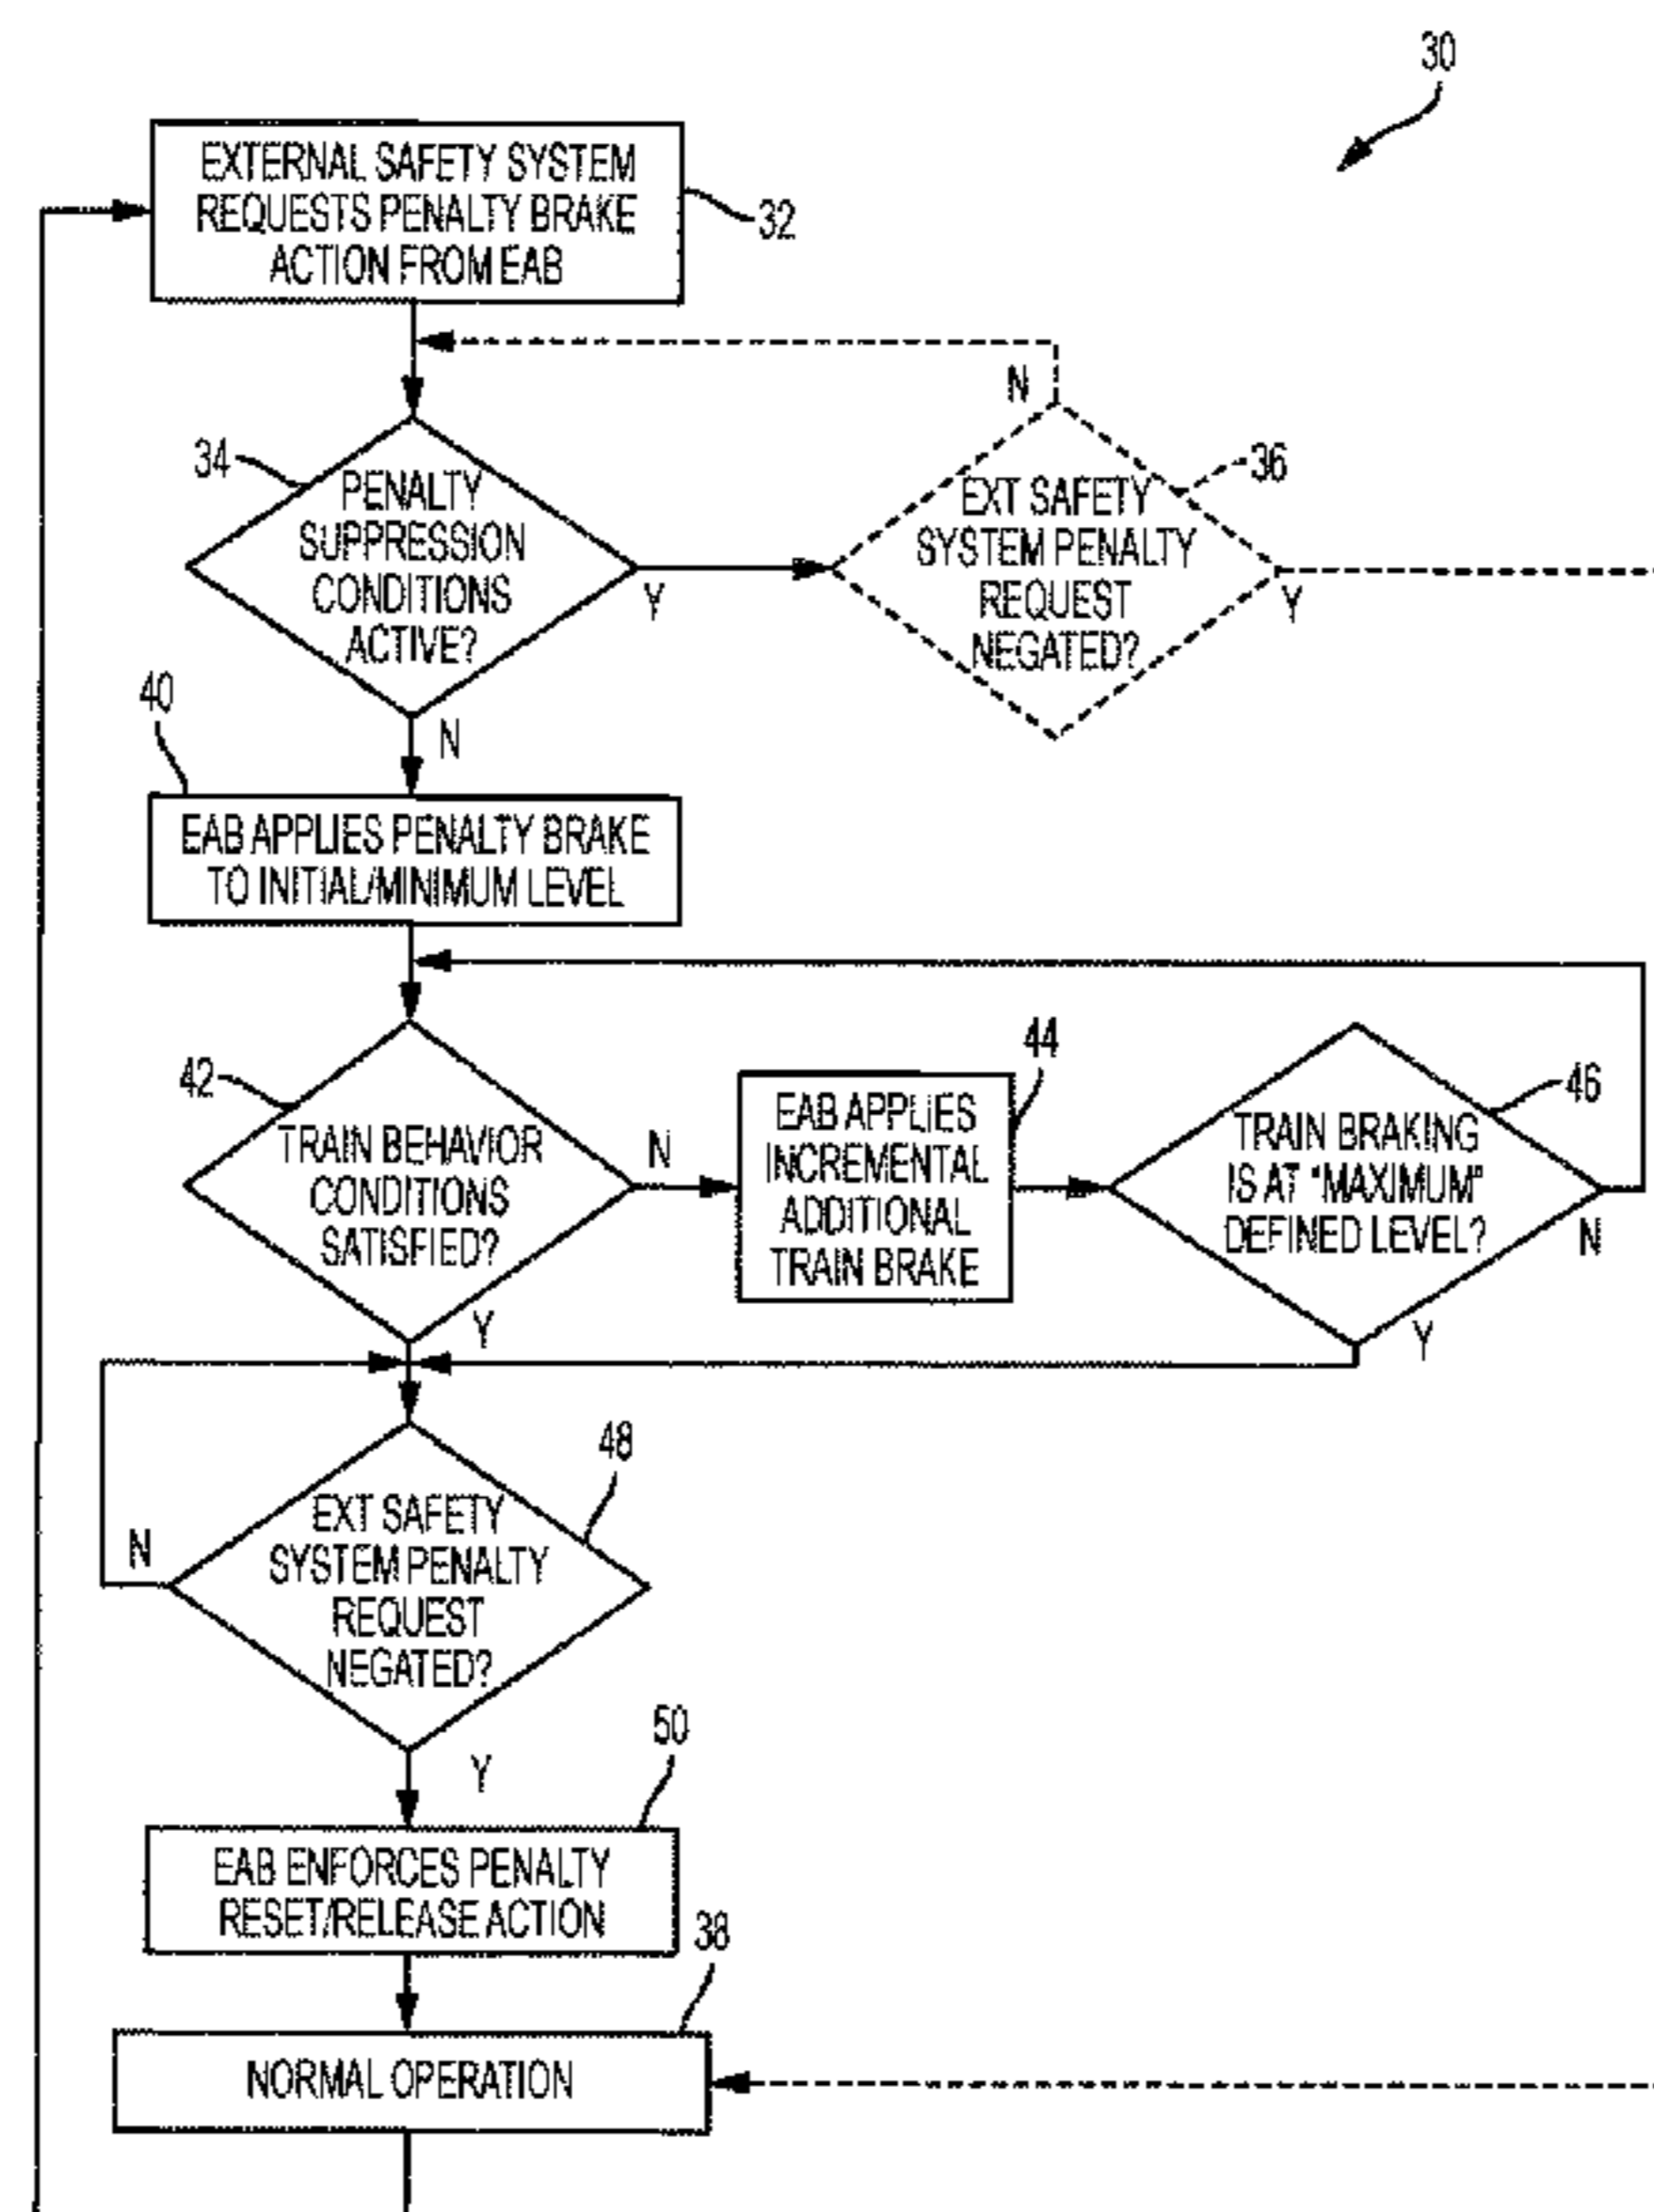 30
EXTERNAL SAFETY SYSTEM
REQUESTS PENALTY BRAKE
ACTION FROM EAB
32
N
34
PENALTY
SUPPRESSION
CONDITIONS
ACTIVE?
Y
N
36
EXT SAFETY
SYSTEM PENALTY
REQUEST
NEGATED?
Y
40
EAB APPLIES PENALTY BRAKE
TO INITIAL/MINIMUM LEVEL
42
TRAIN BEHAVIOR
CONDITIONS
SATISFIED?
N
Y
44
EAB APPLIES
INCREMENTAL
ADDITIONAL
TRAIN BRAKE
46
TRAIN BRAKING
IS AT "MAXIMUM"
DEFINED LEVEL?
N
Y
48
EXT SAFETY
SYSTEM PENALTY
REQUEST
NEGATED?
N
Y
50
EAB ENFORCES PENALTY
RESET/RELEASE ACTION
38
NORMAL OPERATION